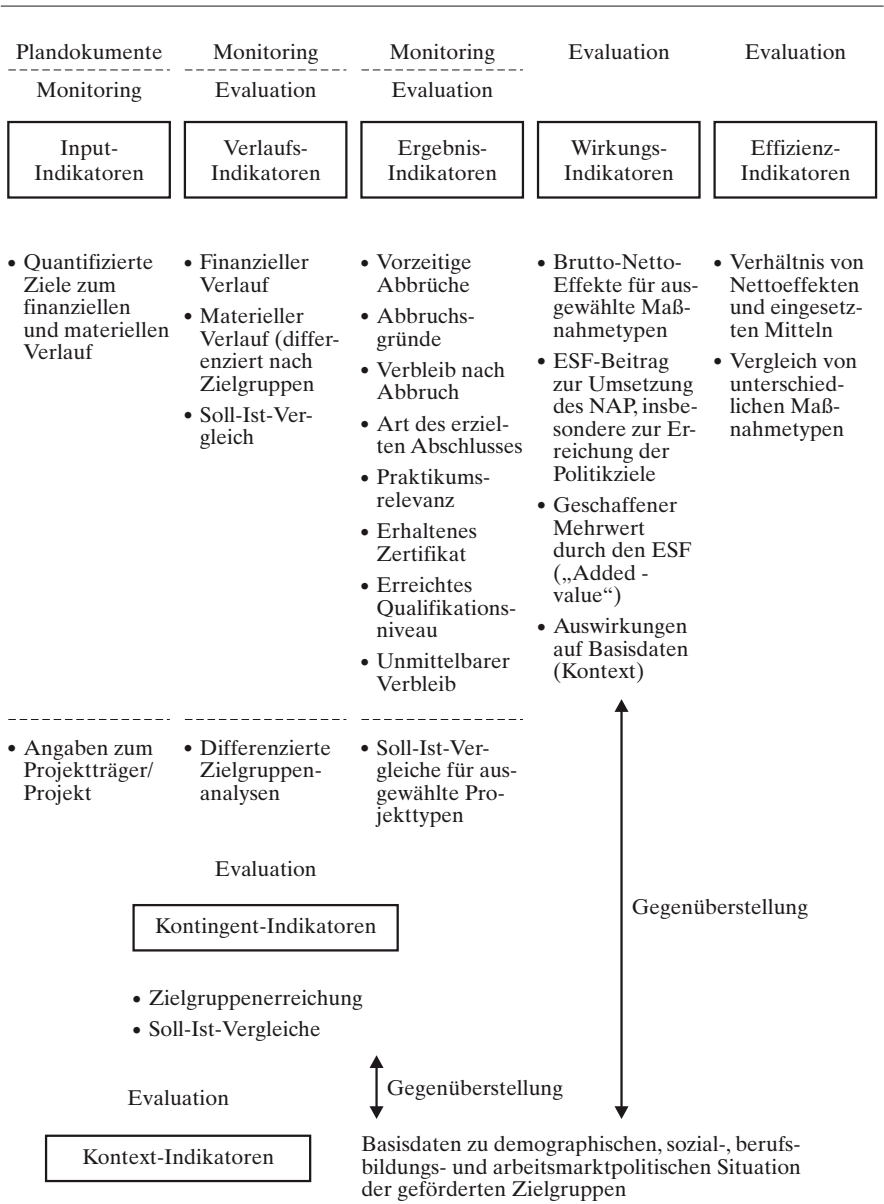 Plandokumente
Monitoring
Input-
Indikatoren
• Quantifizierte
Ziele zum
finanziellen
und materiellen
Verlauf
• Angaben zum
Projektträger/
Projekt
Monitoring
Evaluation
Verlaufs-
Indikatoren
• Finanzieller
Verlauf
• Materieller
Verlauf (differ-
enziert nach
Zielgruppen
• Soll-Ist-Ver-
gleich
• Differenzierte
Zielgruppen-
analysen
Monitoring
Evaluation
Ergebnis-
Indikatoren
• Vorzeitige
Abbrüche
• Abbruchs-
gründe
• Verbleib nach
Abbruch
• Art des erziel-
ten Abschlusses
• Praktikums-
relevanz
• Erhaltenes
Zertifikat
• Erreichtes
Qualifikations-
niveau
• Unmittelbarer
Verbleib
• Soll-Ist-Ver-
gleiche für aus-
gewählte Pro-
jekttypen
Evaluation
Wirkungs-
Indikatoren
• Brutto-Netto-
Effekte für aus-
gewählte Maß-
nahmetypen
• ESF-Beitrag
zur Umsetzung
des NAP, insbe-
sondere zur Er-
reichung der
Politikziele
• Geschaffener
Mehrwert
durch den ESF
(„Added -
value“)
• Auswirkungen
auf Basisdaten
(Kontext)
Evaluation
Effizienz-
Indikatoren
• Verhältnis von
Nettoeffekten
und eingesetz-
ten Mitteln
• Vergleich von
unterschied-
lichen Maß-
nahmetypen
Evaluation
Kontingent-Indikatoren
• Zielgruppenerreichung
• Soll-Ist-Vergleiche
Gegenüberstellung
Gegenüberstellung
Evaluation
Kontext-Indikatoren
Basisdaten zu demographischen, sozial-, berufs-
bildungs- und arbeitsmarktpolitischen Situation
der geförderten Zielgruppen